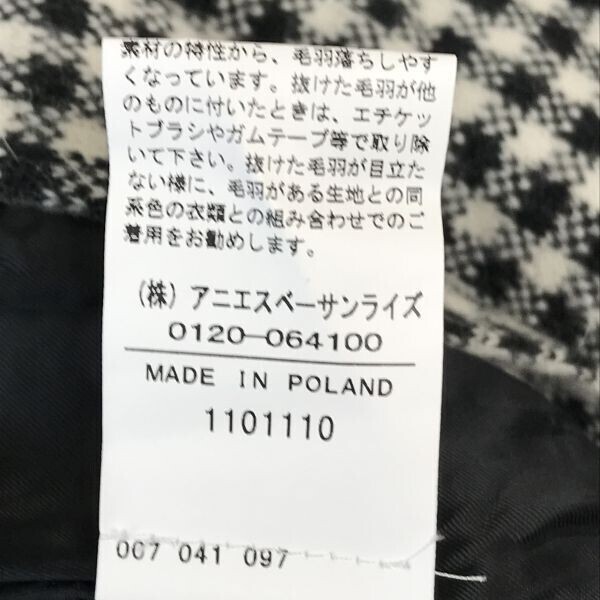 素材の特性から、毛羽落ちしやす
くなっています。抜けた毛羽が他
のものに付いたときは、エチケッ
トブラシやガムテープ等で取り除
いて下さい。抜けた毛羽が目立た
ない様に、毛羽がある生地との同
系色の衣類との組み合わせでのご
着用をお勧めします。
(株) アニエスベーサンライズ
0120-064100
MADE IN POLAND
1101110
007 041 097